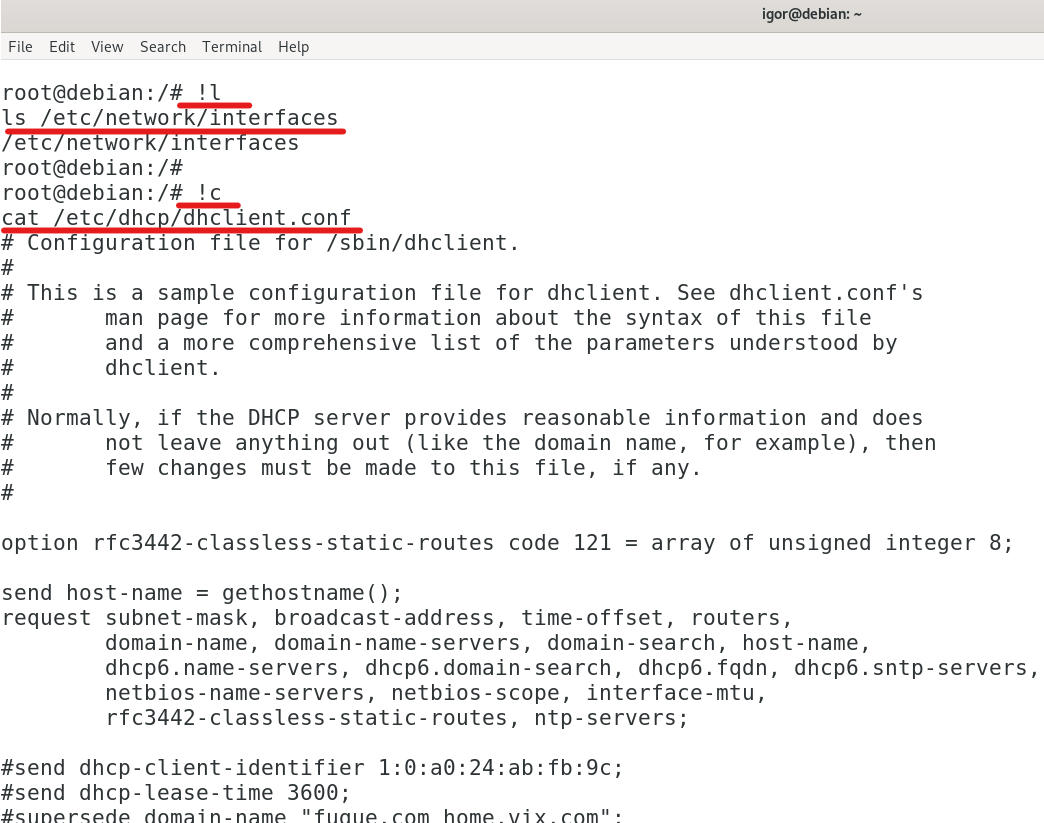 igor@debian: ~
File Edit View Search Terminal Help
root@debian:/# !l
ls /etc/network/interfaces
/etc/network/interfaces
root@debian:/#
root@debian:/# !c
cat /etc/dhcp/dhclient.conf
# Configuration file for /sbin/dhclient.
#
# This is a sample configuration file for dhclient. See dhclient.conf's
#       man page for more information about the syntax of this file
#       and a more comprehensive list of the parameters understood by
#       dhclient.
#
# Normally, if the DHCP server provides reasonable information and does
#       not leave anything out (like the domain name, for example), then
#       few changes must be made to this file, if any.
#
option rfc3442-classless-static-routes code 121 = array of unsigned integer 8;
send host-name = gethostname();
request subnet-mask, broadcast-address, time-offset, routers,
        domain-name, domain-name-servers, domain-search, host-name,
        dhcp6.name-servers, dhcp6.domain-search, dhcp6.fqdn, dhcp6.sntp-servers,
        netbios-name-servers, netbios-scope, interface-mtu,
        rfc3442-classless-static-routes, ntp-servers;
#send dhcp-client-identifier 1:0:a0:24:ab:fb:9c;
#send dhcp-lease-time 3600;
#supersede domain-name "fugue.com home.vix.com";